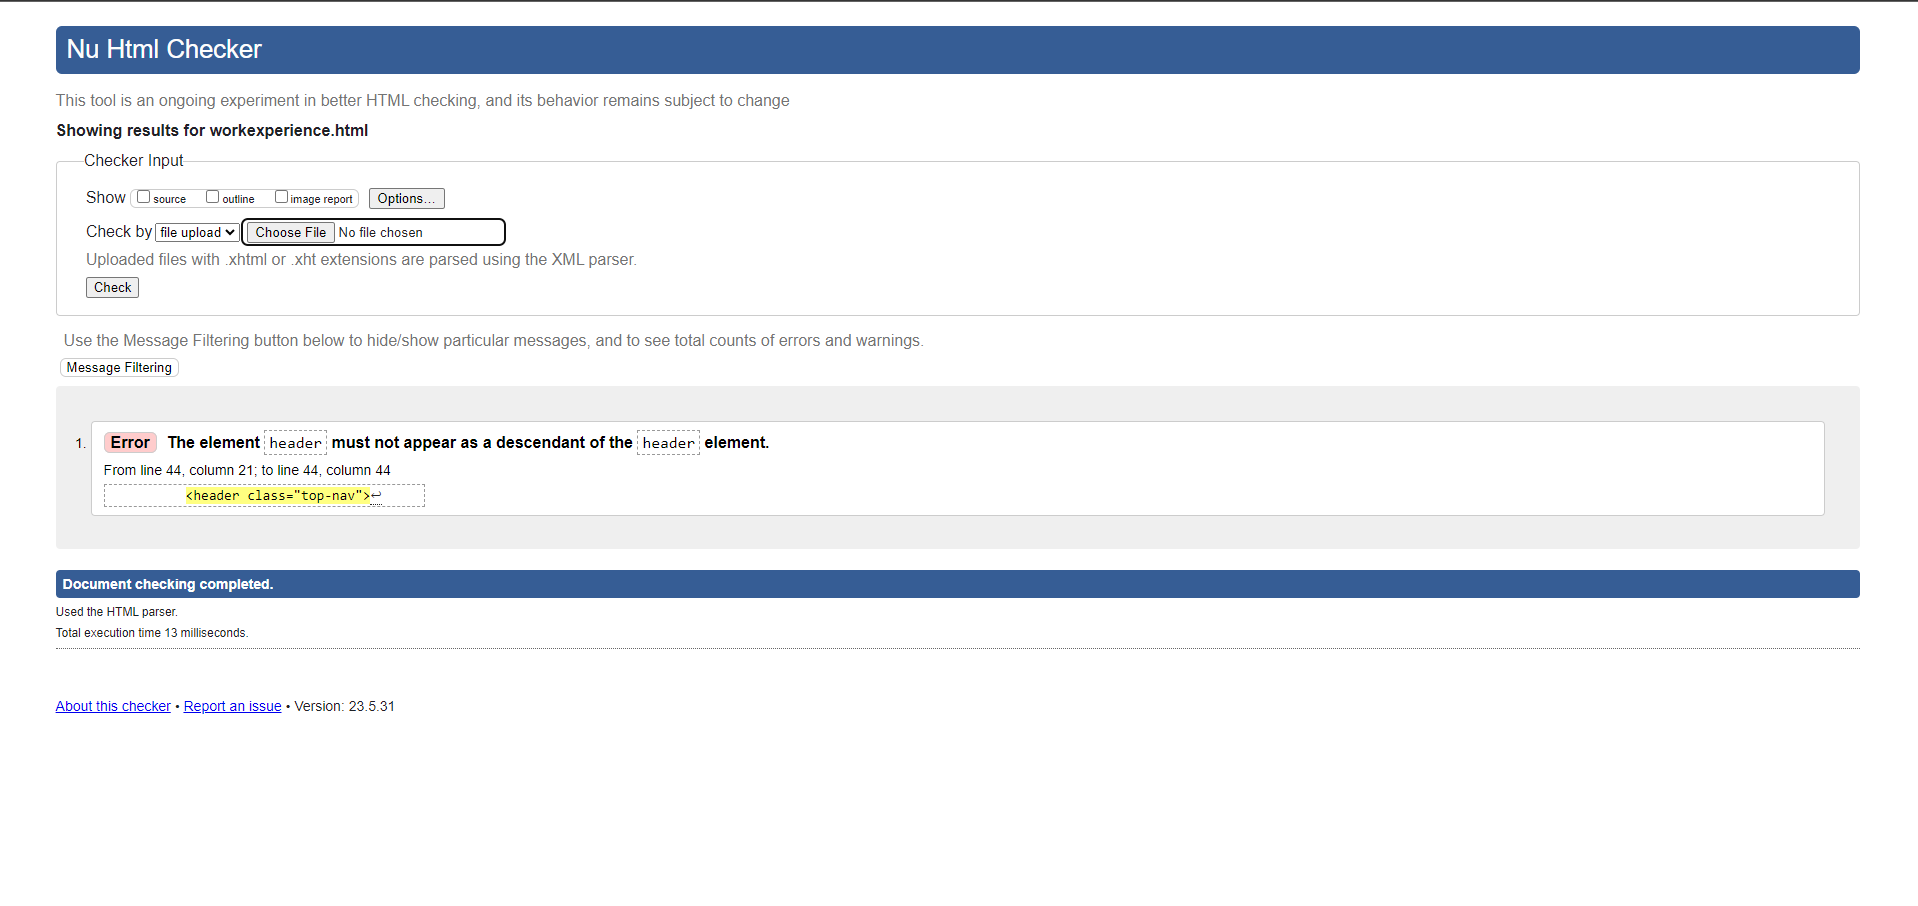 Nu Html Checker
This tool is an ongoing experiment in better HTML checking, and its behavior remains subject to change
Showing results for workexperience.html
Checker Input
Show source outline image report Options...
Check by file upload Choose File No file chosen
Uploaded files with .xhtml or .xht extensions are parsed using the XML parser.
Check
Use the Message Filtering button below to hide/show particular messages, and to see total counts of errors and warnings.
Message Filtering
1. Error The element header must not appear as a descendant of the header element.
From line 44, column 21; to line 44, column 44
<header class="top-nav">↩
Document checking completed.
Used the HTML parser.
Total execution time 13 milliseconds.
About this checker • Report an issue • Version: 23.5.31